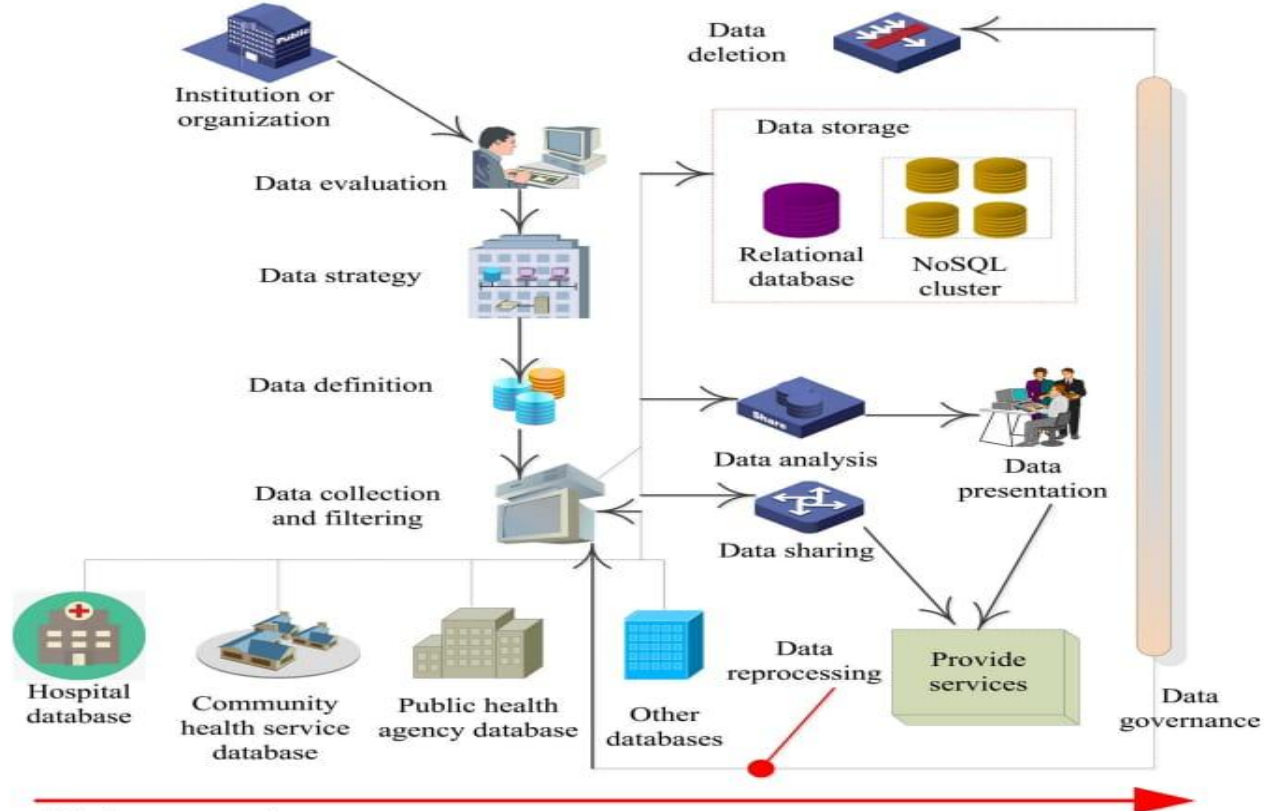 Public
Institution or
organization
Data
deletion
Data evaluation
Data storage
Relational
database
NoSQL
cluster
Data strategy
Data definition
Share
Data analysis
Data
presentation
Data collection
and filtering
Data sharing
Hospital
database
Community
health service
database
Public health
agency database
Other
databases
Data
reprocessing
Provide
services
Data
governance